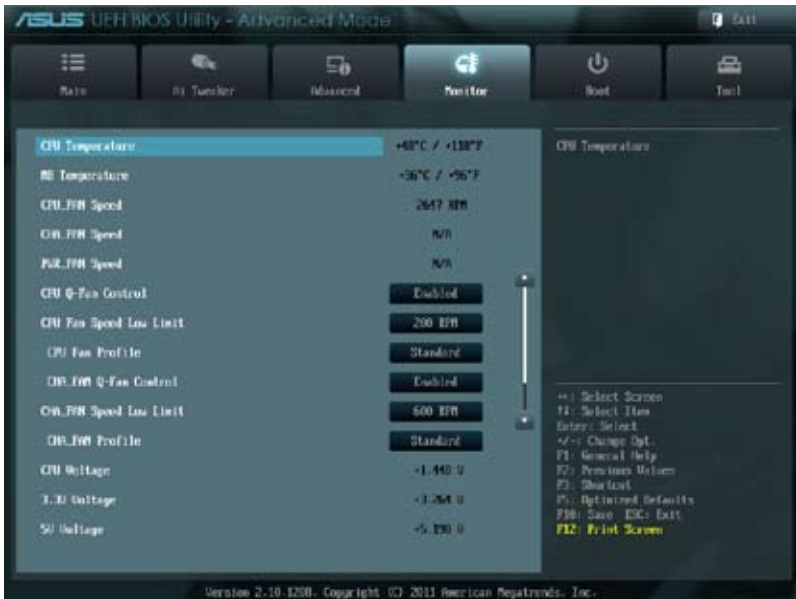 ASUS UEFI BIOS Utility - Advanced Mode
Exit
Main
Ai Tweaker
Advanced
Monitor
Boot
Tool
CPU Temperature
CPU Temperature
MB Temperature +36°C / +96°F
CPU_FAN Speed 2647 RPM
CHA_FAN Speed N/A
PWR_FAN Speed N/A
CPU Q-Fan Control Enabled
CPU Fan Speed Low Limit 200 RPM
CPU Fan Profile Standard
CHA_FAN Q-Fan Control Enabled
CHA_FAN Speed Low Limit 600 RPM
CHA_FAN Profile Standard
CPU Voltage
3.3V Voltage
5V Voltage
: Select Screen
: Select Item
Enter: Select
+/-: Change Opt.
F1: General Help
F2: Previous Values
F3: Shortcut
F5: Optimized Defaults
F10: Save ESC: Exit
F12: Print Screen
Version 2.10.1208. Copyright (C) 2011 American Megatrends, Inc.